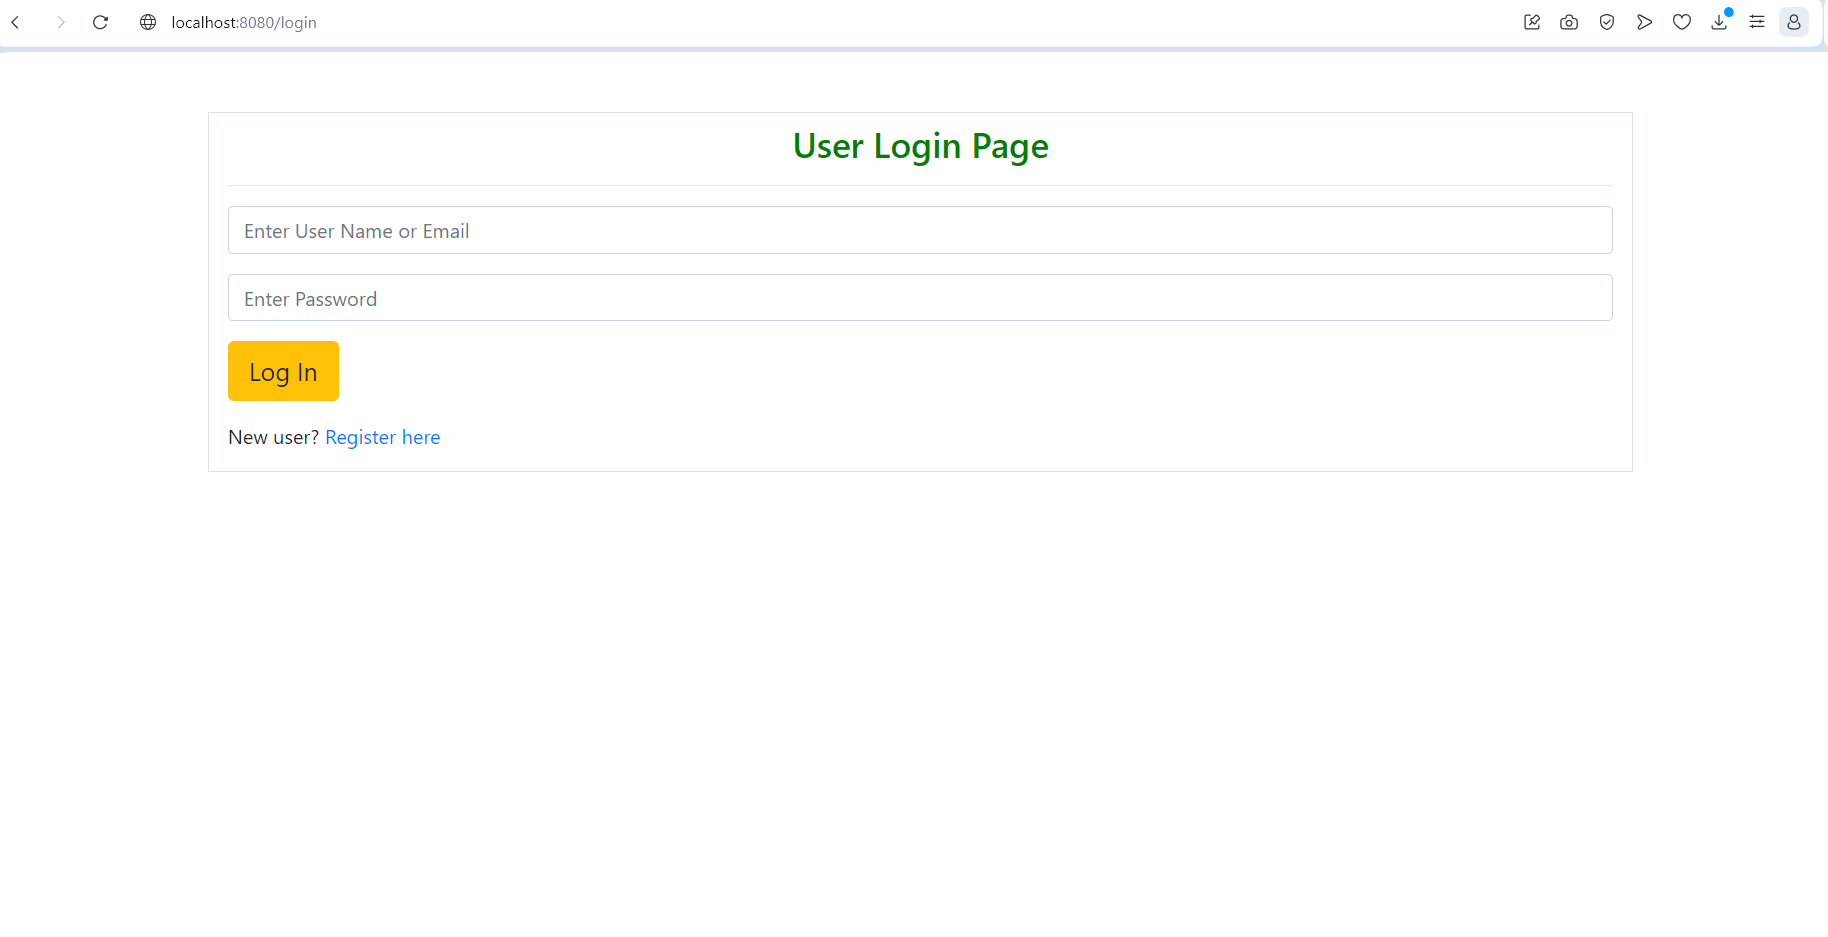 localhost:8080/login
User Login Page
Enter User Name or Email
Enter Password
Log In
New user? Register here